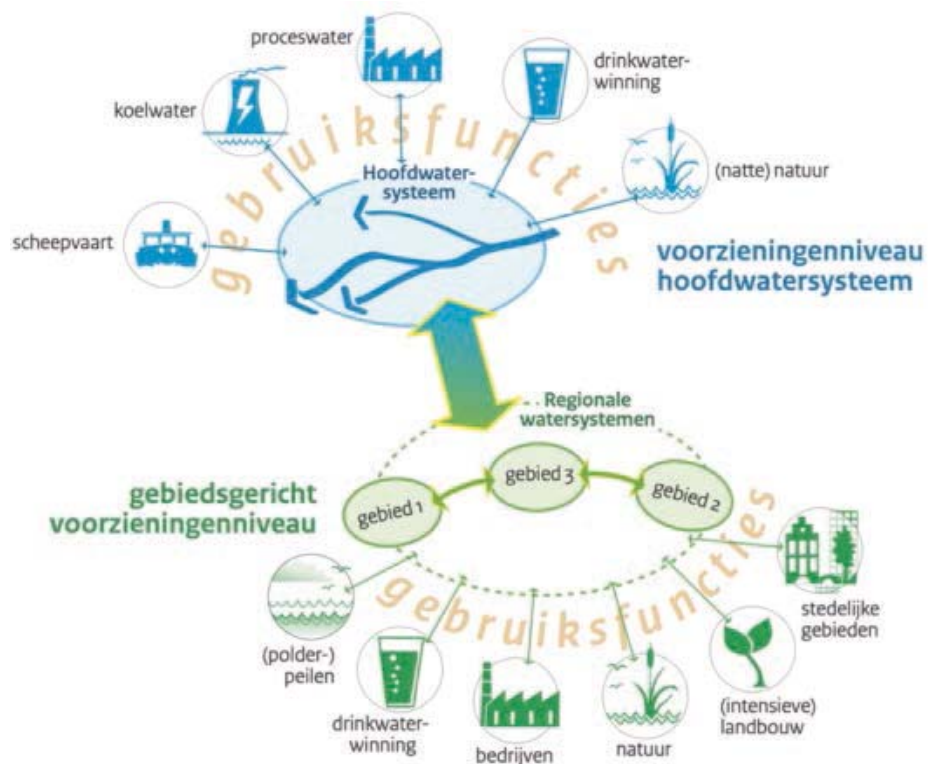 proceswater
drinkwater-
winning
koelwater
gebruiksfuncties
Hoofdwater-
systeem
(natte) natuur
scheepvaart
voorzieningenniveau
hoofdwatersysteem
Regionale
watersystemen
gebied 1
gebied 3
gebied 2
gebiedsgericht
voorzieningenniveau
gebruiksfuncties
stedelijke
gebieden
(polder-)
peilen
drinkwater-
winning
bedrijven
natuur
(intensieve)
landbouw